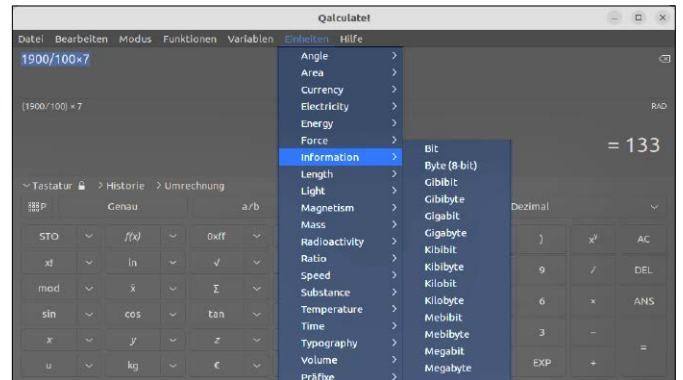 Qalculate!
Datei Bearbeiten Modus Funktionen Variablen Einheiten Hilfe
1900/100×7
(1900/100) × 7
RAD
= 133
Angle
Area
Currency
Electricity
Energy
Force
Information
Length
Light
Magnetism
Mass
Radioactivity
Ratio
Speed
Substance
Temperature
Time
Typography
Volume
Präfixe
Bit
Byte (8-bit)
Gibibit
Gibibyte
Gigabit
Gigabyte
Kibibit
Kibibyte
Kilobit
Kilobyte
Mebibit
Mebibyte
Megabit
Megabyte
Tastatur Historie Umrechnung
P Genau a/b Dezimal
STO f(x) 0xff ) xʸ AC
x! ln √ 9 / DEL
mod x̄ Σ 6 × ANS
sin cos tan 3 −
x y z =
u kg € EXP +